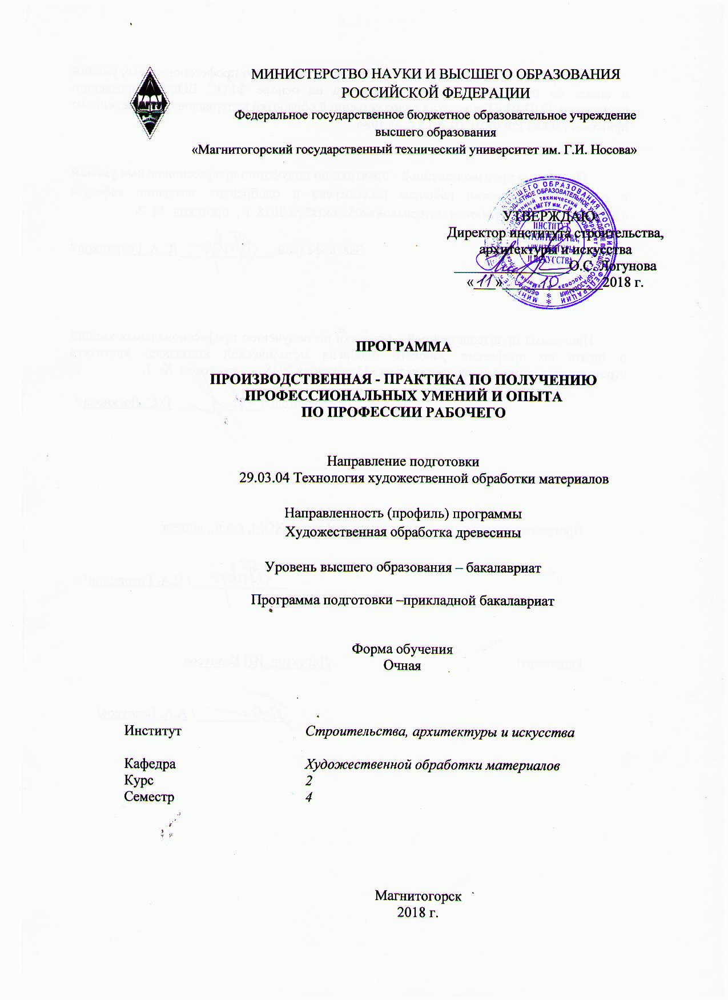 МГТУ
МИНИСТЕРСТВО НАУКИ И ВЫСШЕГО ОБРАЗОВАНИЯ
РОССИЙСКОЙ ФЕДЕРАЦИИ
Федеральное государственное бюджетное образовательное учреждение
высшего образования
«Магнитогорский государственный технический университет им. Г.И. Носова»
УТВЕРЖДАЮ
Директор института строительства,
архитектуры и искусства
О.С. Логунова
«11» 10 2018 г.
ПРОГРАММА
ПРОИЗВОДСТВЕННАЯ - ПРАКТИКА ПО ПОЛУЧЕНИЮ
ПРОФЕССИОНАЛЬНЫХ УМЕНИЙ И ОПЫТА
ПО ПРОФЕССИИ РАБОЧЕГО
Направление подготовки
29.03.04 Технология художественной обработки материалов
Направленность (профиль) программы
Художественная обработка древесины
Уровень высшего образования – бакалавриат
Программа подготовки –прикладной бакалавриат
Форма обучения
Очная
Институт Строительства, архитектуры и искусства
Кафедра Художественной обработки материалов
Курс 2
Семестр 4
Магнитогорск
2018 г.